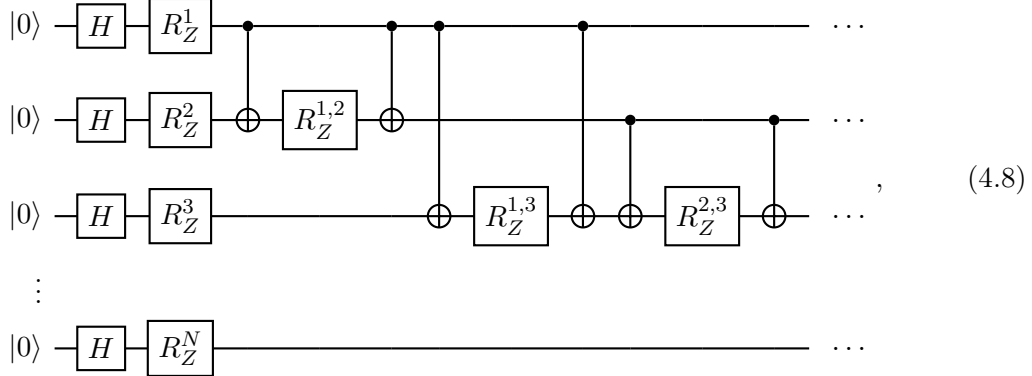 |0⟩ H R_Z^1 ⋯
|0⟩ H R_Z^2 R_Z^{1,2} ⋯
, (4.8)
|0⟩ H R_Z^3 R_Z^{1,3} R_Z^{2,3} ⋯
⋮
|0⟩ H R_Z^N ⋯